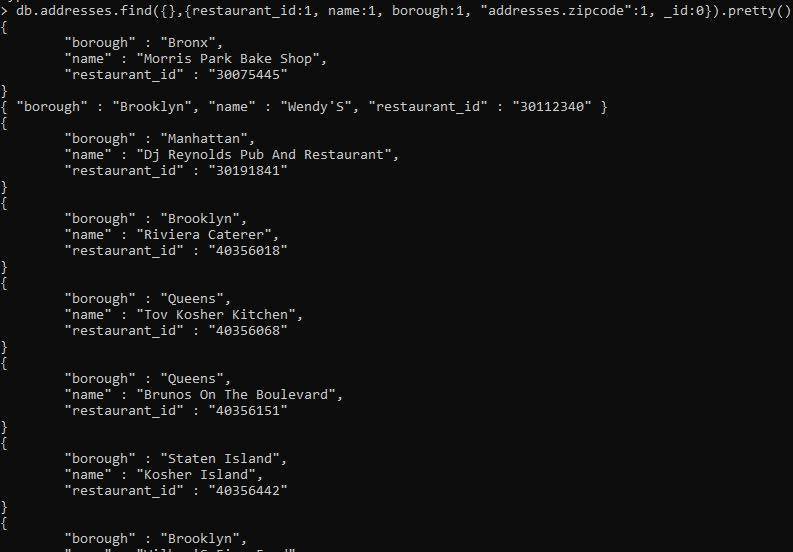 > db.addresses.find({},{restaurant_id:1, name:1, borough:1, "addresses.zipcode":1, _id:0}).pretty()
{
"borough" : "Bronx",
"name" : "Morris Park Bake Shop",
"restaurant_id" : "30075445"
}
{ "borough" : "Brooklyn", "name" : "Wendy'S", "restaurant_id" : "30112340" }
{
"borough" : "Manhattan",
"name" : "Dj Reynolds Pub And Restaurant",
"restaurant_id" : "30191841"
}
{
"borough" : "Brooklyn",
"name" : "Riviera Caterer",
"restaurant_id" : "40356018"
}
{
"borough" : "Queens",
"name" : "Tov Kosher Kitchen",
"restaurant_id" : "40356068"
}
{
"borough" : "Queens",
"name" : "Brunos On The Boulevard",
"restaurant_id" : "40356151"
}
{
"borough" : "Staten Island",
"name" : "Kosher Island",
"restaurant_id" : "40356442"
}
{
"borough" : "Brooklyn",